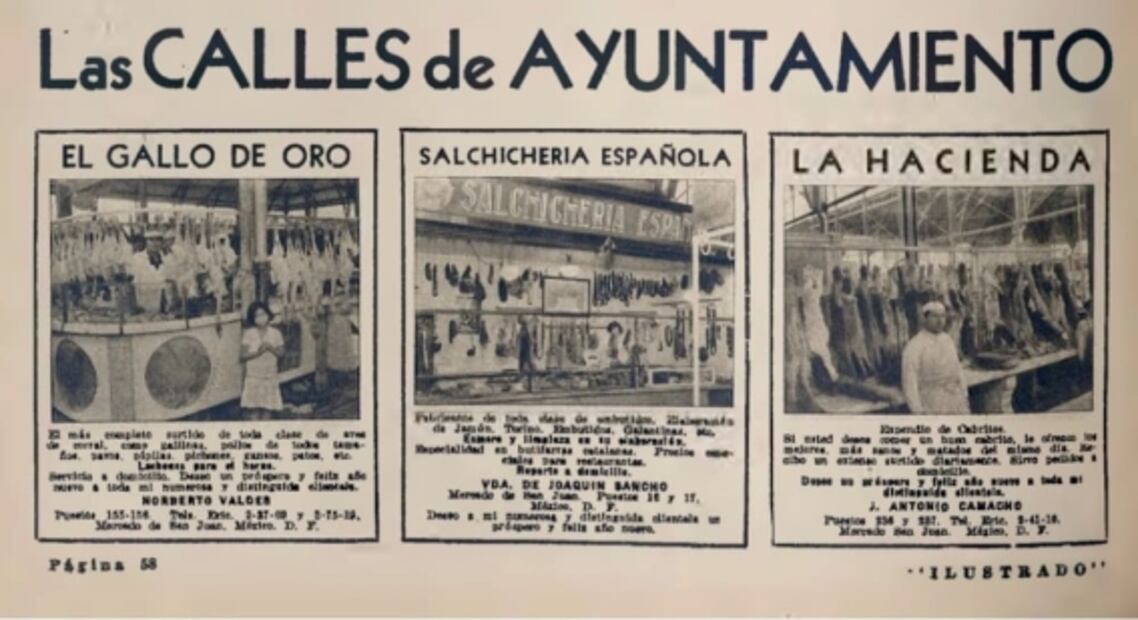 Las CALLES de AYUNTAMIENTO
EL GALLO DE ORO
El más completo surtido de toda clase de aves
de corral, como gallinas, pollos de todos tama-
ños, pavos, pípilas, pichones, gansos, patos, etc.
Lechones para el horno.
Servicio a domicilio. Deseo un próspero y feliz año
nuevo a toda mi numerosa y distinguida clientela.
NORBERTO VALDES
Puestos 155-156. Tels. Eric. 2-37-69 y 3-75-19.
Mercado de San Juan. México. D. F.
SALCHICHERIA ESPAÑOLA
SALCHICHERIA ESPAÑ
Fabricantes de toda clase de embutidos. Elaboración
de Jamón. Tocino. Embutidos. Galantinas. etc.
Esmero y limpieza en su elaboración.
Especialidad en butifarras catalanas. Precios espe-
ciales para restaurantes.
Reparto a domicilio.
VDA. DE JOAQUIN SANCHO
Mercado de San Juan. Puestos 16 y 17.
México, D. F.
Deseo a mi numerosa y distinguida clientela un
próspero y feliz año nuevo.
LA HACIENDA
Expendio de Cabritos.
Si usted desea comer un buen cabrito, le ofrezco los
mejores, más sanos y matados del mismo día. Re-
cibo un extenso surtido diariamente. Sirvo pedidos a
domicilio.
Deseo un próspero y feliz año nuevo a toda mi
distinguida clientela.
J. ANTONIO CAMACHO
Puestos 236 y 237. Tel. Eric. 2-41-16.
Mercado San Juan. México, D. F.
Página 58
"ILUSTRADO"